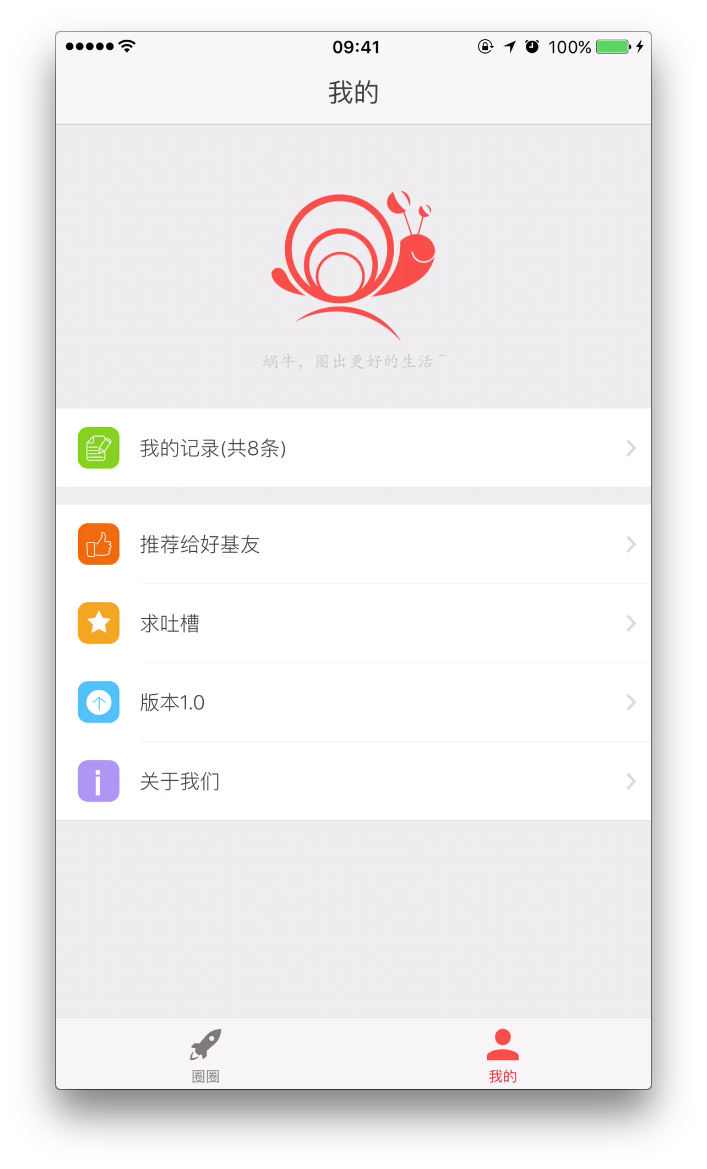 09:41
100%
我的
蜗牛，圈出更好的生活~
我的记录(共8条)
推荐给好基友
求吐槽
版本1.0
关于我们
圈圈
我的